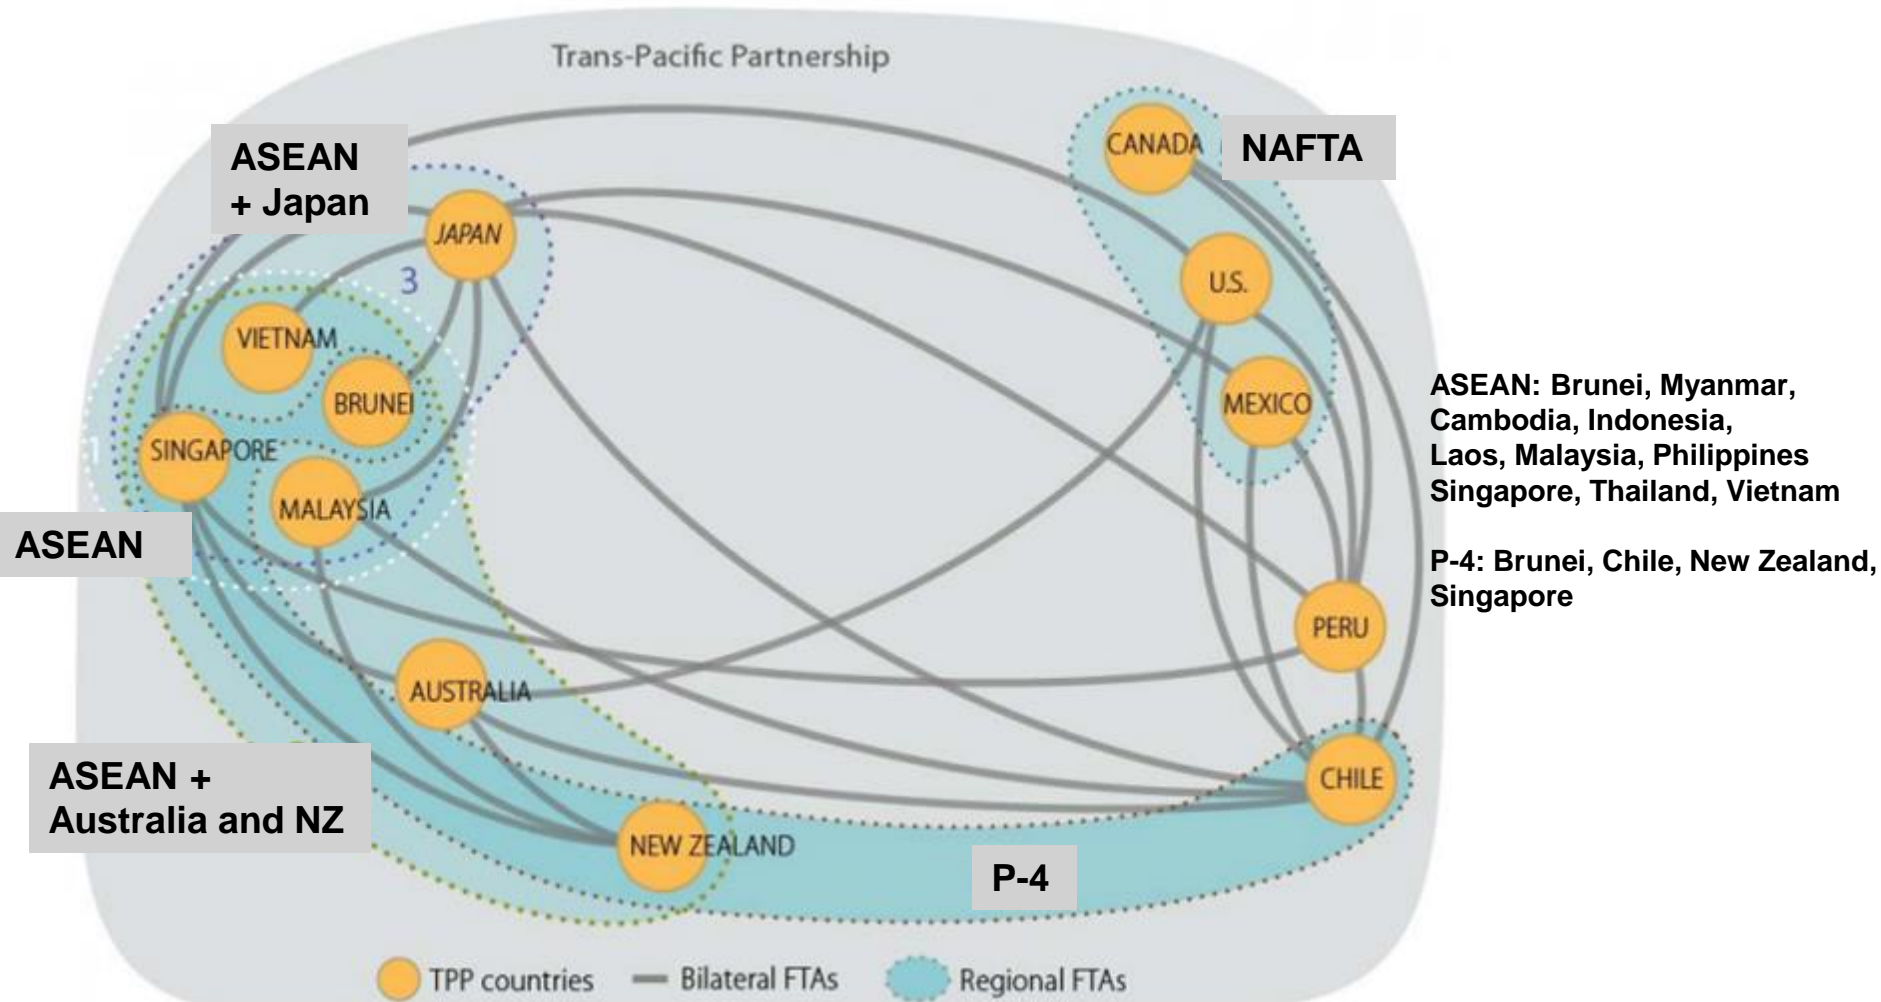 Trans-Pacific Partnership
ASEAN
+ Japan
CANADA
NAFTA
JAPAN
3
U.S.
VIETNAM
BRUNEI
MEXICO
SINGAPORE
MALAYSIA
ASEAN
ASEAN: Brunei, Myanmar,
Cambodia, Indonesia,
Laos, Malaysia, Philippines
Singapore, Thailand, Vietnam
P-4: Brunei, Chile, New Zealand,
Singapore
PERU
AUSTRALIA
ASEAN +
Australia and NZ
CHILE
NEW ZEALAND
P-4
TPP countries
Bilateral FTAs
Regional FTAs